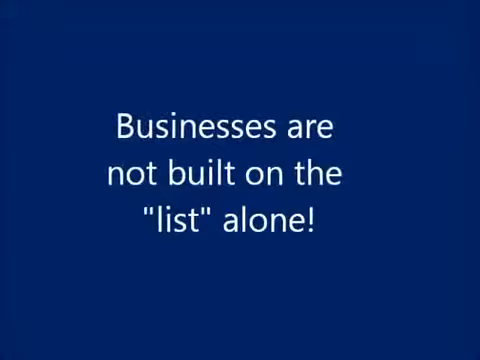 Businesses are
not built on the
"list" alone!